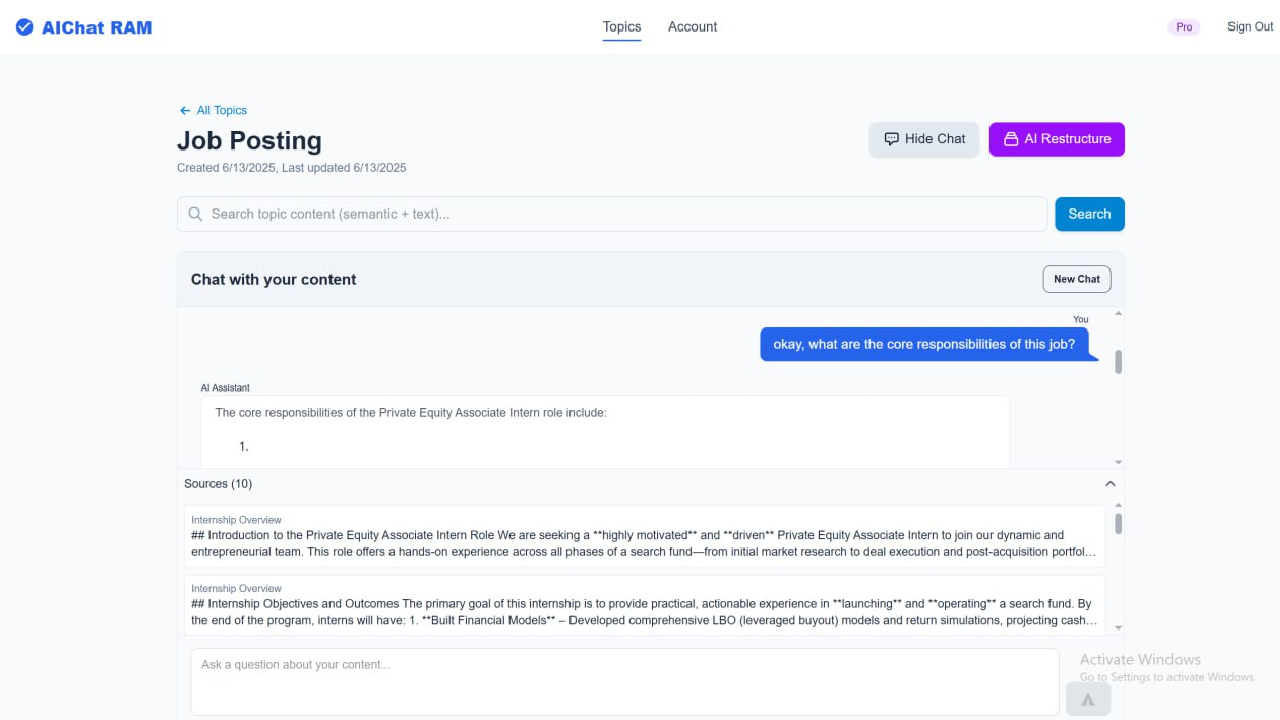 AIChat RAM
Topics
Account
Pro
Sign Out
← All Topics
Job Posting
Created 6/13/2025, Last updated 6/13/2025
Hide Chat
AI Restructure
Search topic content (semantic + text)...
Search
Chat with your content
New Chat
You
okay, what are the core responsibilities of this job?
AI Assistant
The core responsibilities of the Private Equity Associate Intern role include:
1.
Sources (10)
Internship Overview
## Introduction to the Private Equity Associate Intern Role We are seeking a **highly motivated** and **driven** Private Equity Associate Intern to join our dynamic and
entrepreneurial team. This role offers a hands-on experience across all phases of a search fund—from initial market research to deal execution and post-acquisition portfol...
Internship Overview
## Internship Objectives and Outcomes The primary goal of this internship is to provide practical, actionable experience in **launching** and **operating** a search fund. By
the end of the program, interns will have: 1. **Built Financial Models** – Developed comprehensive LBO (leveraged buyout) models and return simulations, projecting cash...
Ask a question about your content...
Activate Windows
Go to Settings to activate Windows.